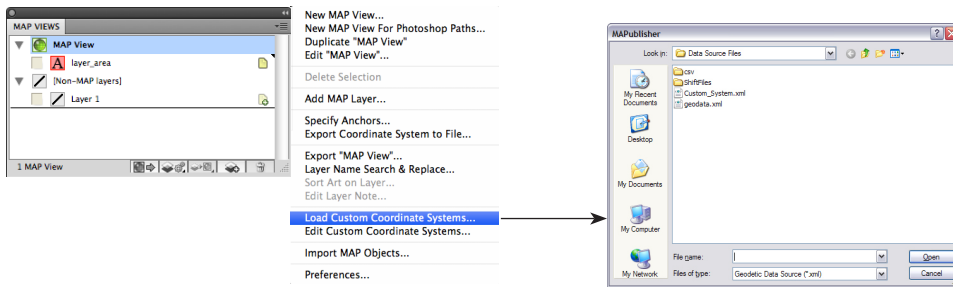 MAP VIEWS
MAP View
A layer_area
[Non-MAP layers]
Layer 1
1 MAP View
New MAP View...
New MAP View For Photoshop Paths...
Duplicate "MAP View"
Edit "MAP View"...
Delete Selection
Add MAP Layer...
Specify Anchors...
Export Coordinate System to File...
Export "MAP View"...
Layer Name Search & Replace...
Sort Art on Layer...
Edit Layer Note...
Load Custom Coordinate Systems...
Edit Custom Coordinate Systems...
Import MAP Objects...
Preferences...
MAPublisher
Look in: Data Source Files
csv
ShiftFiles
Custom_System.xml
geodata.xml
My Recent
Documents
Desktop
My Documents
My Computer
My Network
File name: Open
Files of type: Geodetic Data Source (*.xml) Cancel